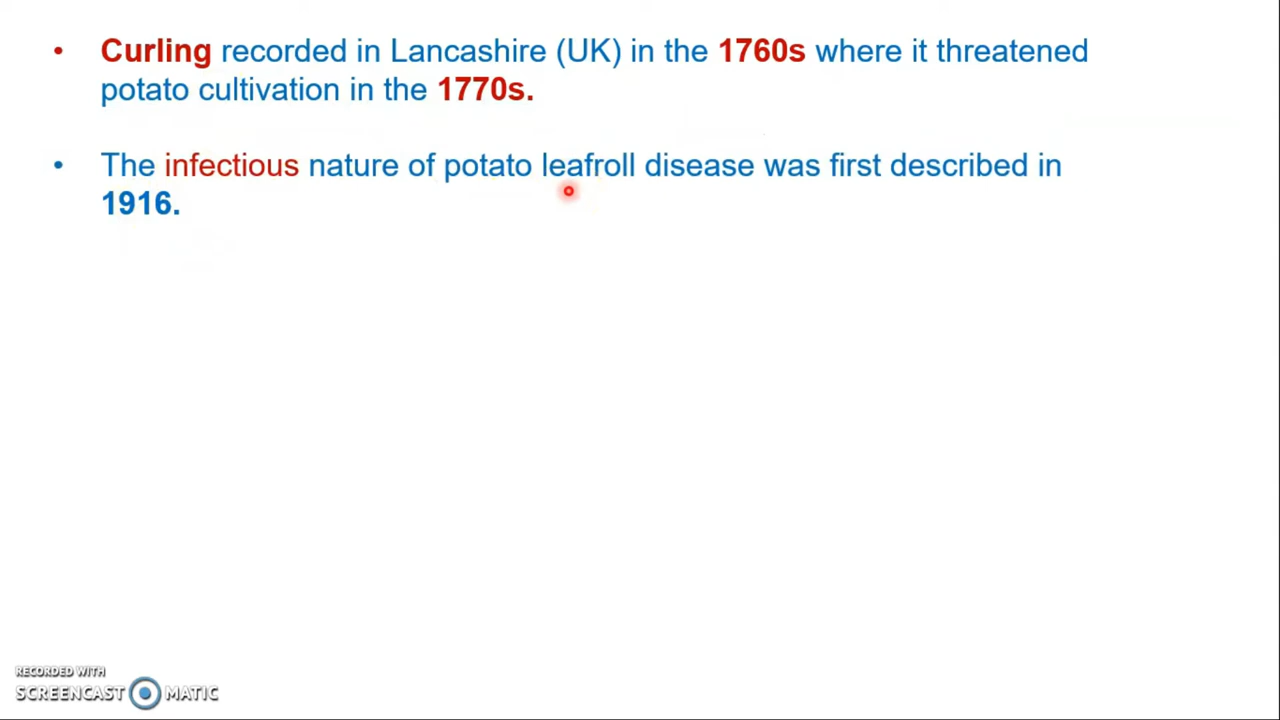 • Curling recorded in Lancashire (UK) in the 1760s where it threatened
potato cultivation in the 1770s.
• The infectious nature of potato leafroll disease was first described in
1916.
RECORDED WITH
SCREENCAST MATIC